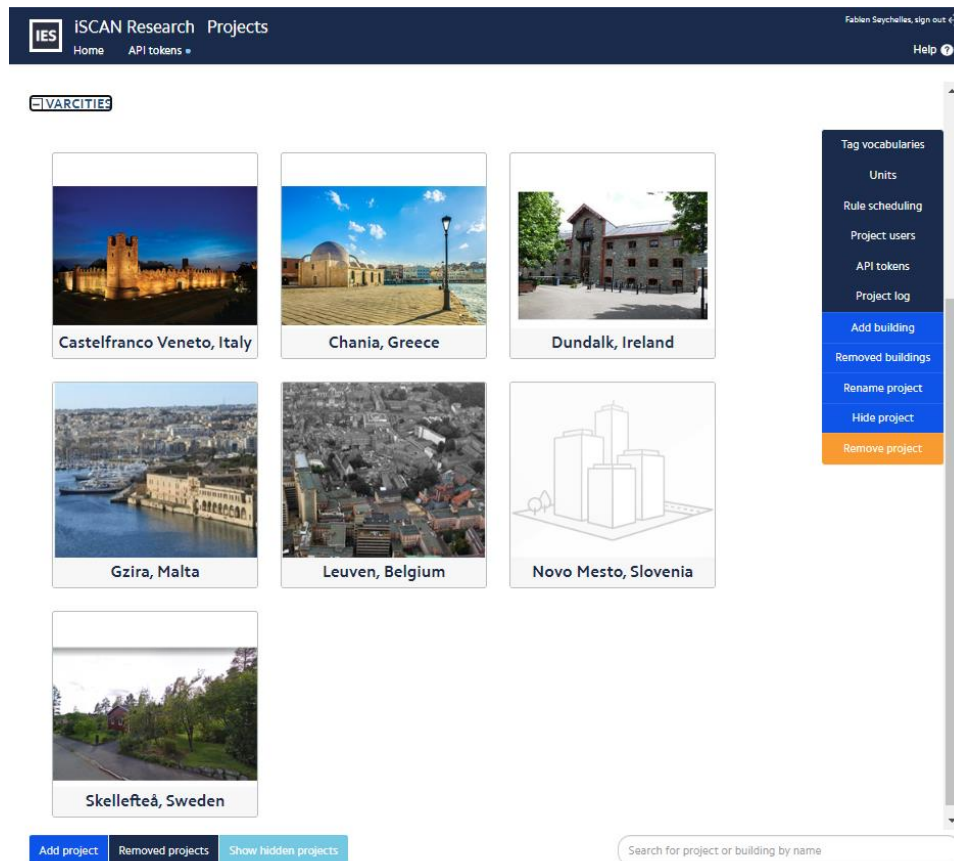 IES
iSCAN Research Projects
Fabien Seychelles, sign out
Home API tokens
Help ?
VARCITIES
Castelfranco Veneto, Italy
Chania, Greece
Dundalk, Ireland
Gzira, Malta
Leuven, Belgium
Novo Mesto, Slovenia
Skellefteå, Sweden
Tag vocabularies
Units
Rule scheduling
Project users
API tokens
Project log
Add building
Removed buildings
Rename project
Hide project
Remove project
Add project
Removed projects
Show hidden projects
Search for project or building by name